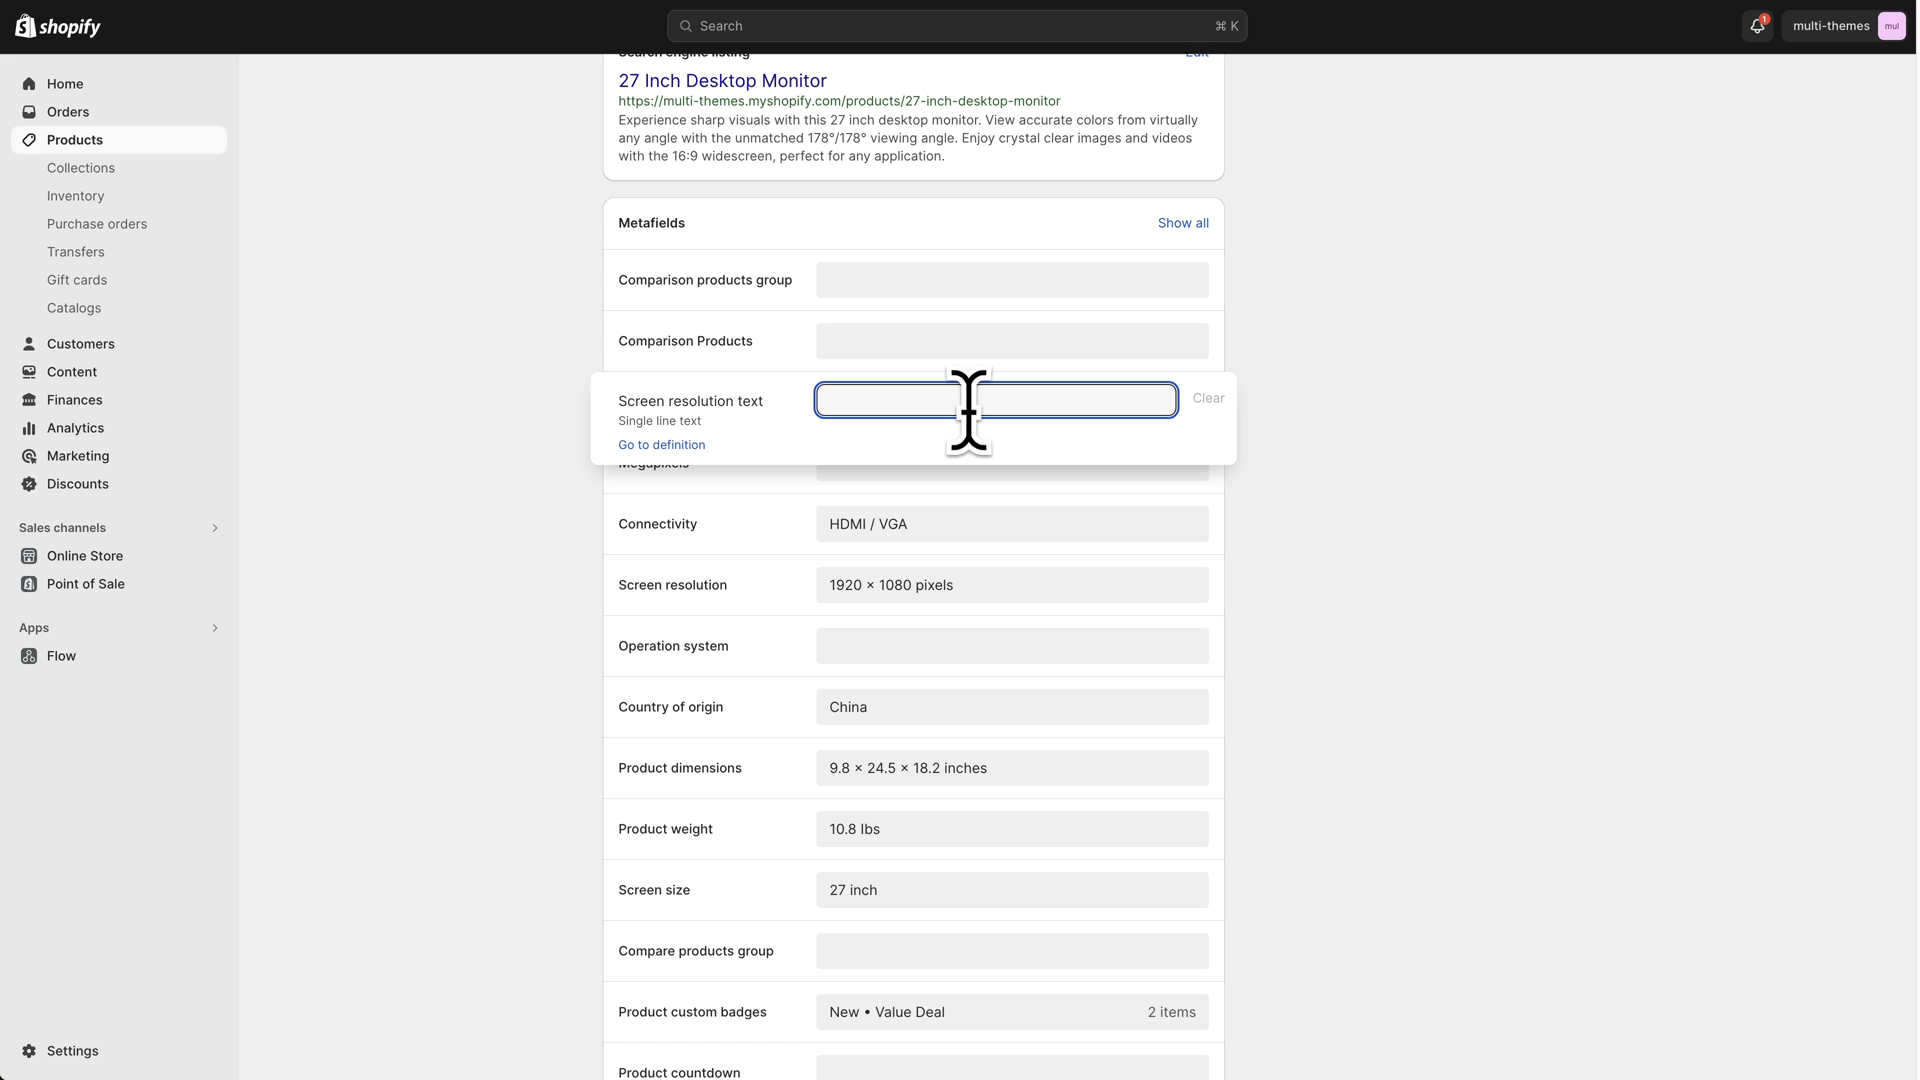 shopify
Search
⌘ K
1
multi-themes
mul
Home
Orders
Products
Collections
Inventory
Purchase orders
Transfers
Gift cards
Catalogs
Customers
Content
Finances
Analytics
Marketing
Discounts
Sales channels
Online Store
Point of Sale
Apps
Flow
Settings
Search engine listing
Edit
27 Inch Desktop Monitor
https://multi-themes.myshopify.com/products/27-inch-desktop-monitor
Experience sharp visuals with this 27 inch desktop monitor. View accurate colors from virtually
any angle with the unmatched 178°/178° viewing angle. Enjoy crystal clear images and videos
with the 16:9 widescreen, perfect for any application.
Metafields
Show all
Comparison products group
Comparison Products
Screen resolution text
Clear
Single line text
Go to definition
Megapixels
Connectivity
HDMI / VGA
Screen resolution
1920 × 1080 pixels
Operation system
Country of origin
China
Product dimensions
9.8 × 24.5 × 18.2 inches
Product weight
10.8 lbs
Screen size
27 inch
Compare products group
Product custom badges
New • Value Deal
2 items
Product countdown